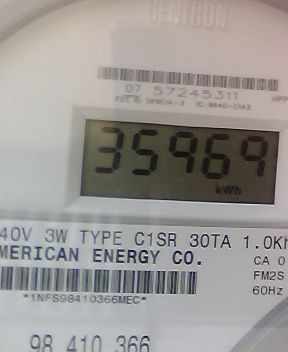 CENTRON
07 57245311
35969
kWh
40V 3W TYPE C1SR 30TA 1.0Kh
MERICAN ENERGY CO.
CA 0
FM2S
60Hz
*1NFS98410366MEC*
98 410 366